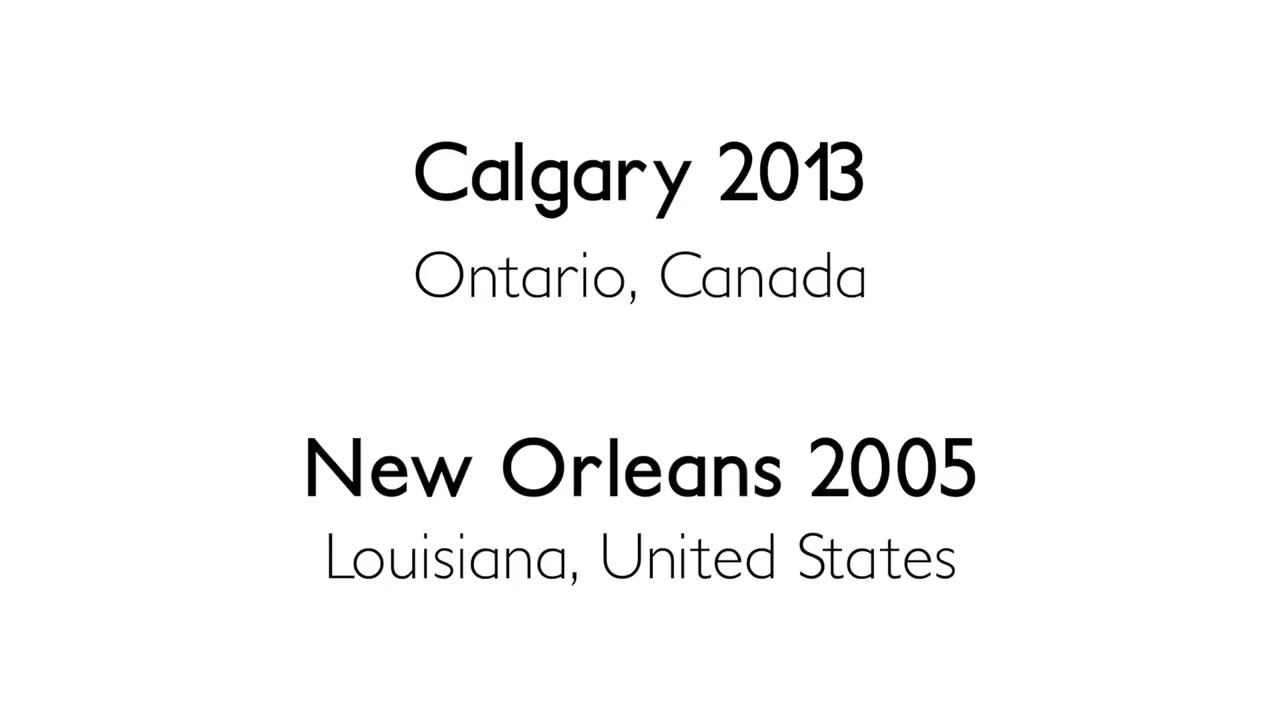 Calgary 2013
Ontario, Canada
New Orleans 2005
Louisiana, United States